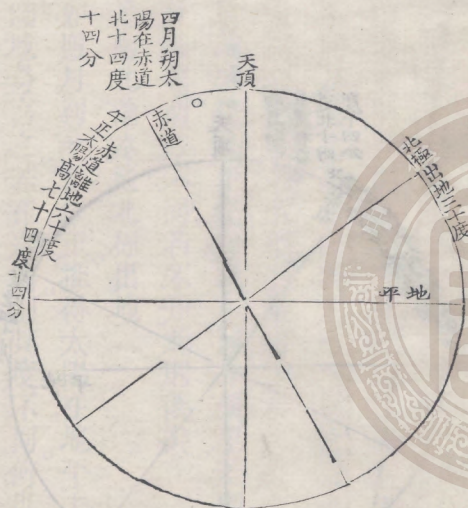 北極出地三十度
地平
天頂
赤道
四月朔太
陽在赤道
北十四度
十四分
赤道離地六十度
午正太陽高七十四度十四分